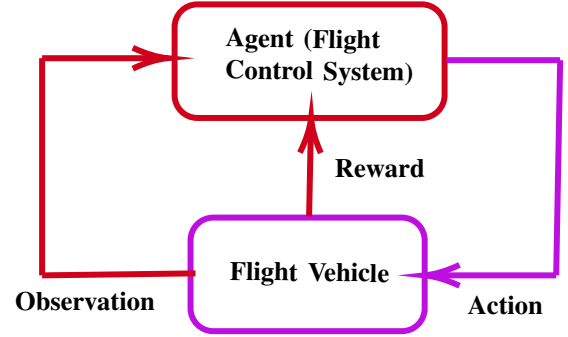 Agent (Flight
Control System)
Reward
Flight Vehicle
Observation
Action